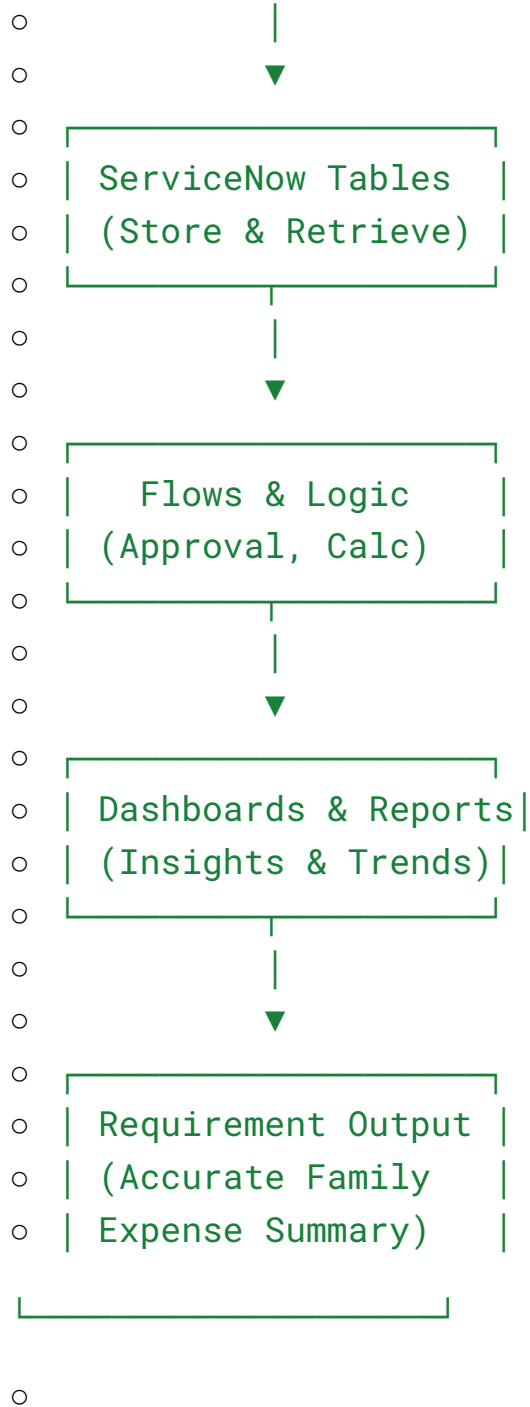 ServiceNow Tables
(Store & Retrieve)
Flows & Logic
(Approval, Calc)
Dashboards & Reports
(Insights & Trends)
Requirement Output
(Accurate Family
Expense Summary)